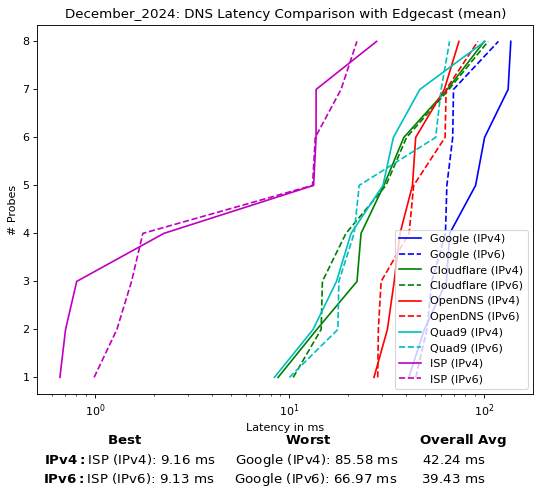 December_2024: DNS Latency Comparison with Edgecast (mean)
8
7
6
5
4
3
2
1
# Probes
10⁰
10¹
10²
Latency in ms
Google (IPv4)
Google (IPv6)
Cloudflare (IPv4)
Cloudflare (IPv6)
OpenDNS (IPv4)
OpenDNS (IPv6)
Quad9 (IPv4)
Quad9 (IPv6)
ISP (IPv4)
ISP (IPv6)
Best Worst Overall Avg
IPv4: ISP (IPv4): 9.16 ms Google (IPv4): 85.58 ms 42.24 ms
IPv6: ISP (IPv6): 9.13 ms Google (IPv6): 66.97 ms 39.43 ms